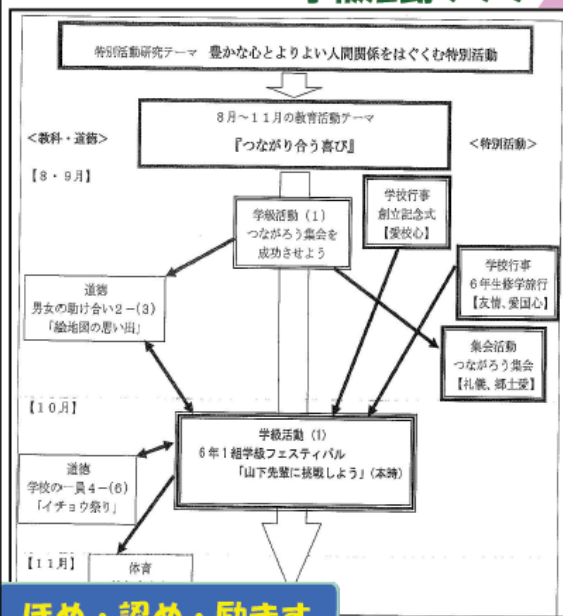 特別活動研究テーマ 豊かな心とよりよい人間関係をはぐくむ特別活動
8月～11月の教育活動テーマ
『つながり合う喜び』
<教科・道徳>
<特別活動>
【8・9月】
学級活動（1）
つながろう集会を
成功させよう
学校行事
創立記念式
【愛校心】
学校行事
6年生修学旅行
【友情、愛国心】
道徳
男女の助け合い2－(3)
「絵地図の思い出」
集会活動
つながろう集会
【礼儀、郷土愛】
【10月】
学級活動（1）
6年1組学級フェスティバル
「山下先輩に挑戦しよう」（本時）
道徳
学校の一員4－(6)
「イチョウ祭り」
【11月】
体育
ほめ・認め・励ます